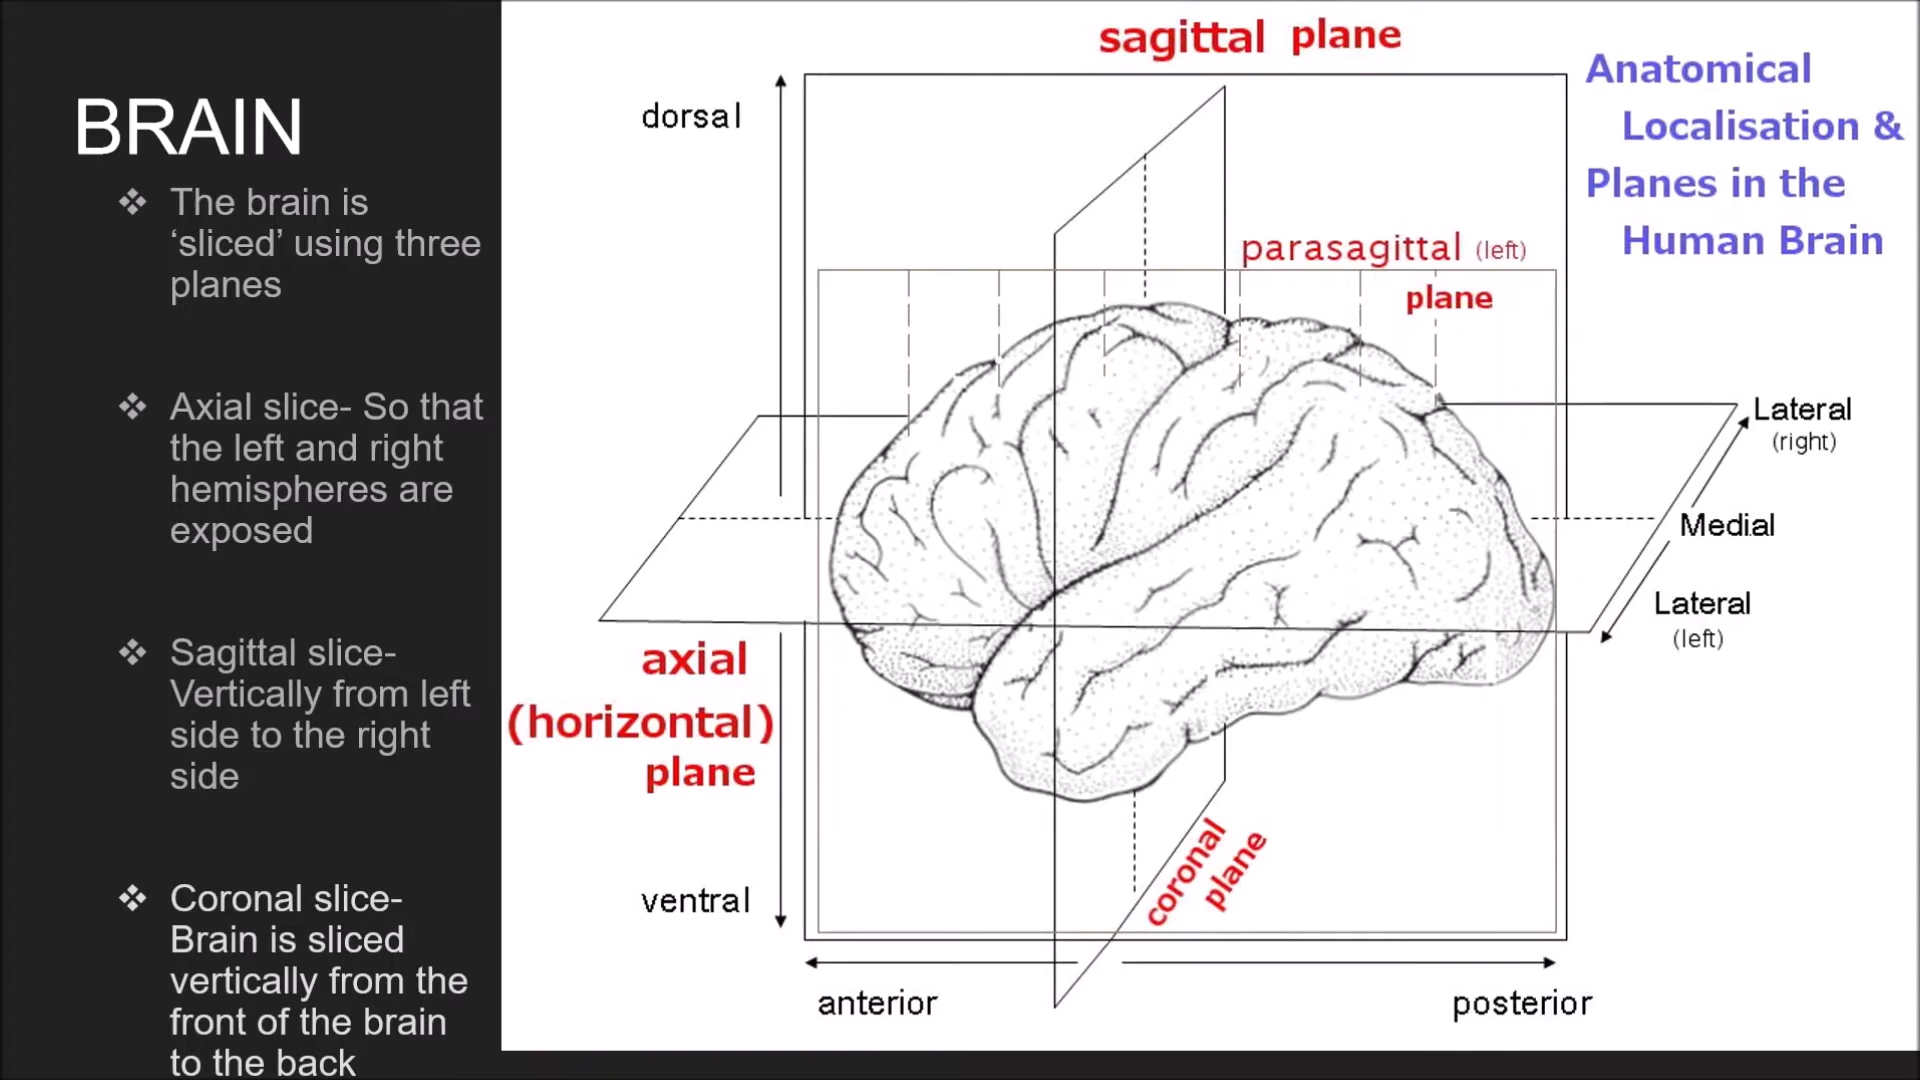 BRAIN
❖ The brain is
‘sliced’ using three
planes
❖ Axial slice- So that
the left and right
hemispheres are
exposed
❖ Sagittal slice-
Vertically from left
side to the right
side
❖ Coronal slice-
Brain is sliced
vertically from the
front of the brain
to the back
sagittal plane
Anatomical
Localisation &
Planes in the
Human Brain
dorsal
parasagittal (left)
plane
Lateral
(right)
Medial
Lateral
(left)
axial
(horizontal)
plane
coronal
plane
ventral
anterior
posterior